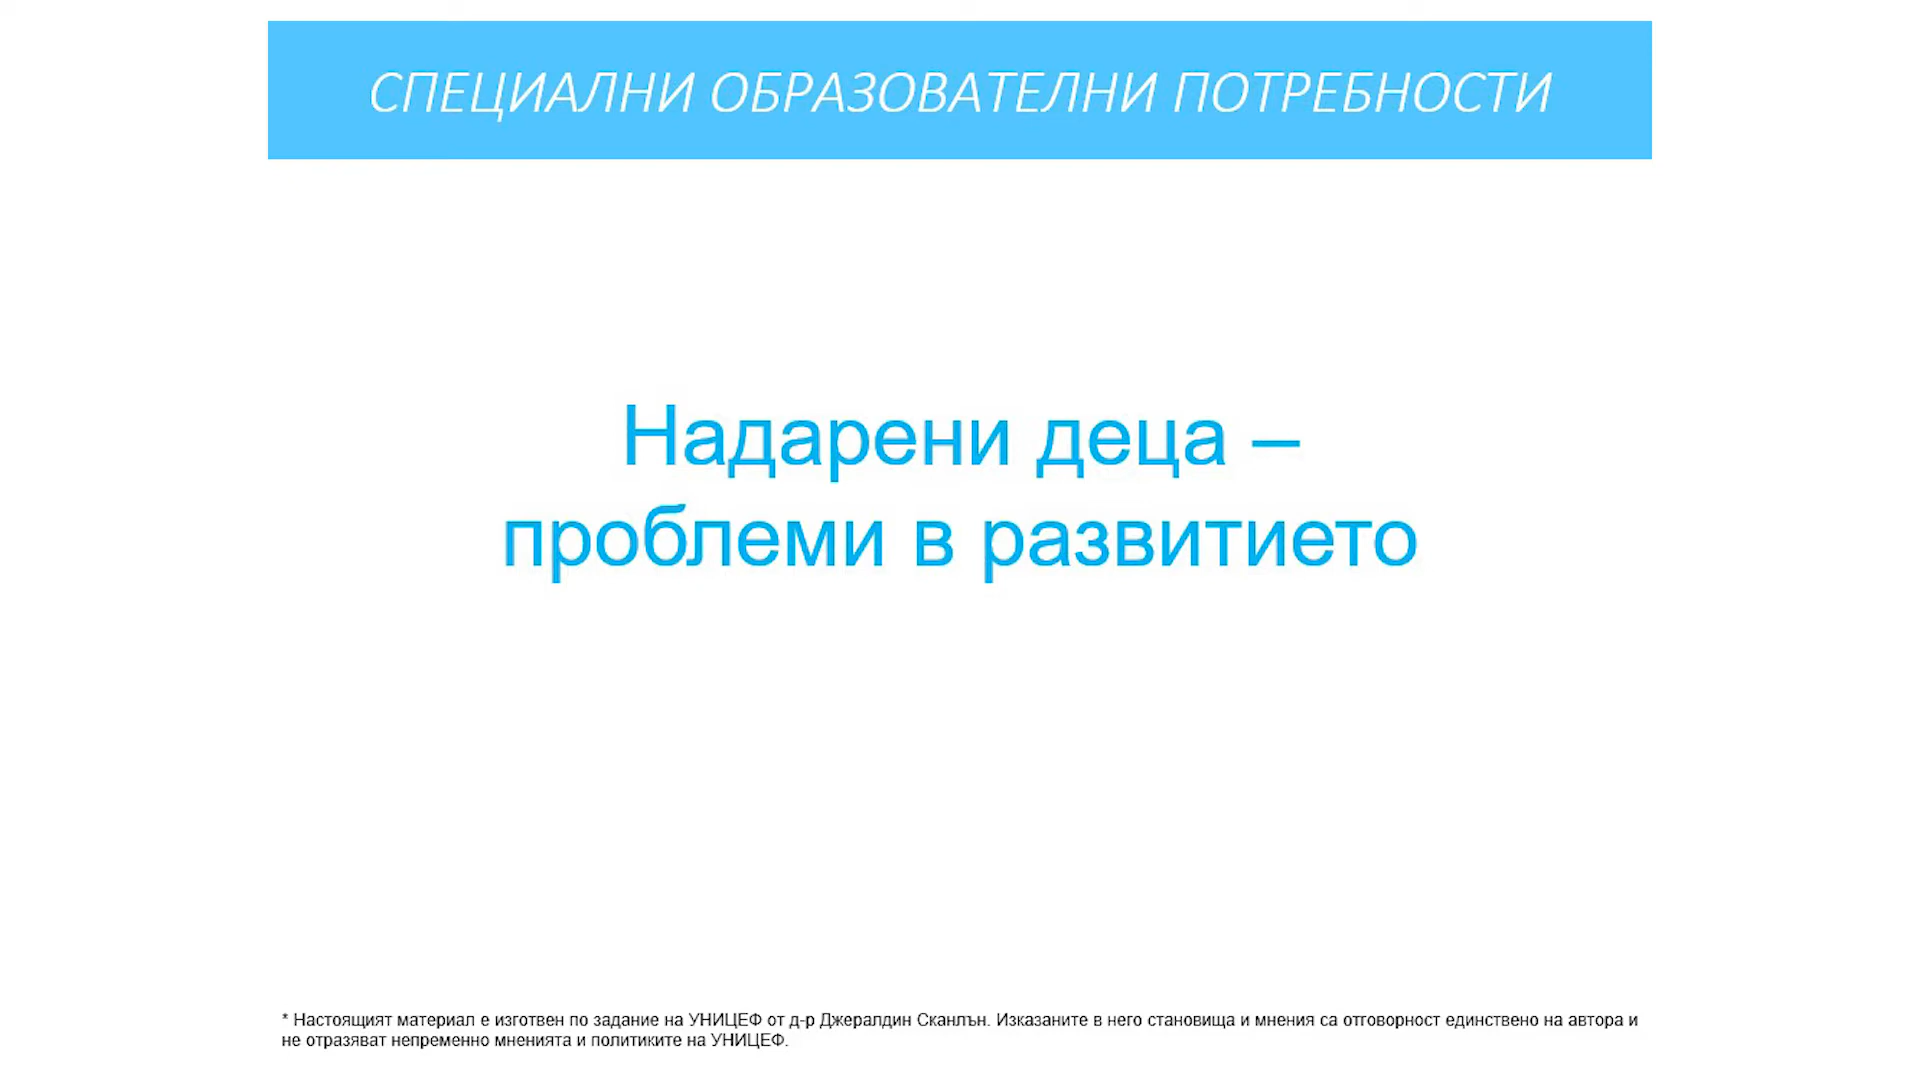 СПЕЦИАЛНИ ОБРАЗОВАТЕЛНИ ПОТРЕБНОСТИ
Надарени деца –
проблеми в развитието
* Настоящият материал е изготвен по задание на УНИЦЕФ от д-р Джералдин Сканлън. Изказаните в него становища и мнения са отговорност единствено на автора и
не отразяват непременно мненията и политиките на УНИЦЕФ.